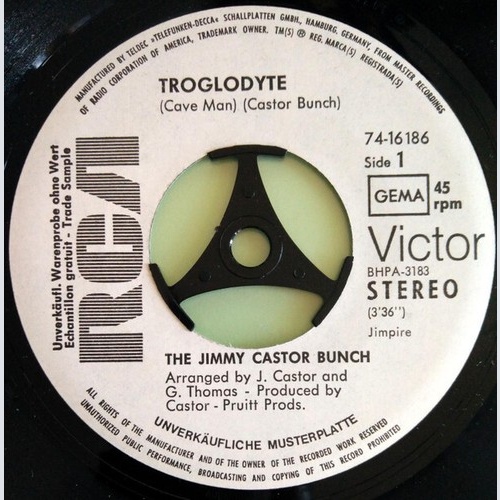 MANUFACTURED BY TELDEC »TELEFUNKEN-DECCA« SCHALLPLATTEN GMBH., HAMBURG, GERMANY, FROM MASTER RECORDINGS
OF RADIO CORPORATION OF AMERICA, TRADEMARK OWNER. TM(S) ® REG. MARCA(S) REGISTRADA(S)
TROGLODYTE
(Cave Man) (Castor Bunch)
74-16186
Side 1
GEMA
45
rpm
RCA
Unverkäufl. Warenprobe ohne Wert
Echantillon gratuit - Trade Sample
Victor
BHPA-3183
STEREO
(3'36'')
Jimpire
THE JIMMY CASTOR BUNCH
Arranged by J. Castor and
G. Thomas - Produced by
Castor - Pruitt Prods.
UNVERKÄUFLICHE MUSTERPLATTE
ALL RIGHTS OF THE MANUFACTURER AND OF THE OWNER OF THE RECORDED WORK RESERVED
UNAUTHORIZED PUBLIC PERFORMANCE, BROADCASTING AND COPYING OF THIS RECORD PROHIBITED